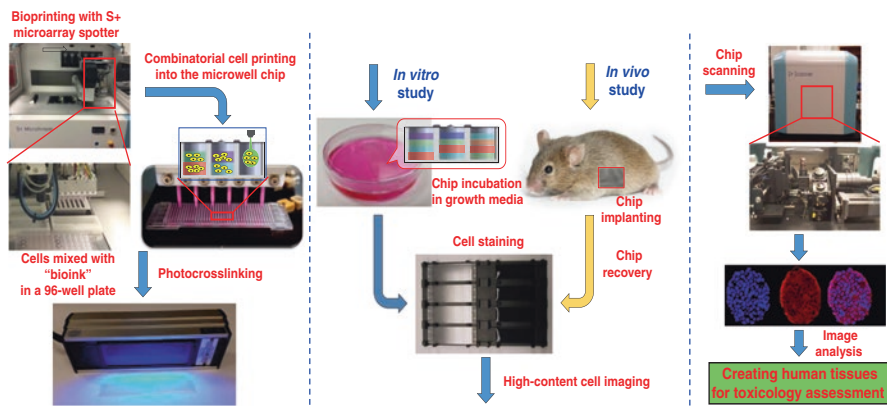 Bioprinting with S+
microarray spotter
Combinatorial cell printing
into the microwell chip
Cells mixed with
"bioink"
in a 96-well plate
Photocrosslinking
In vitro
study
In vivo
study
Chip incubation
in growth media
Chip
implanting
Cell staining
Chip
recovery
High-content cell imaging
Chip
scanning
Image
analysis
Creating human tissues
for toxicology assessment